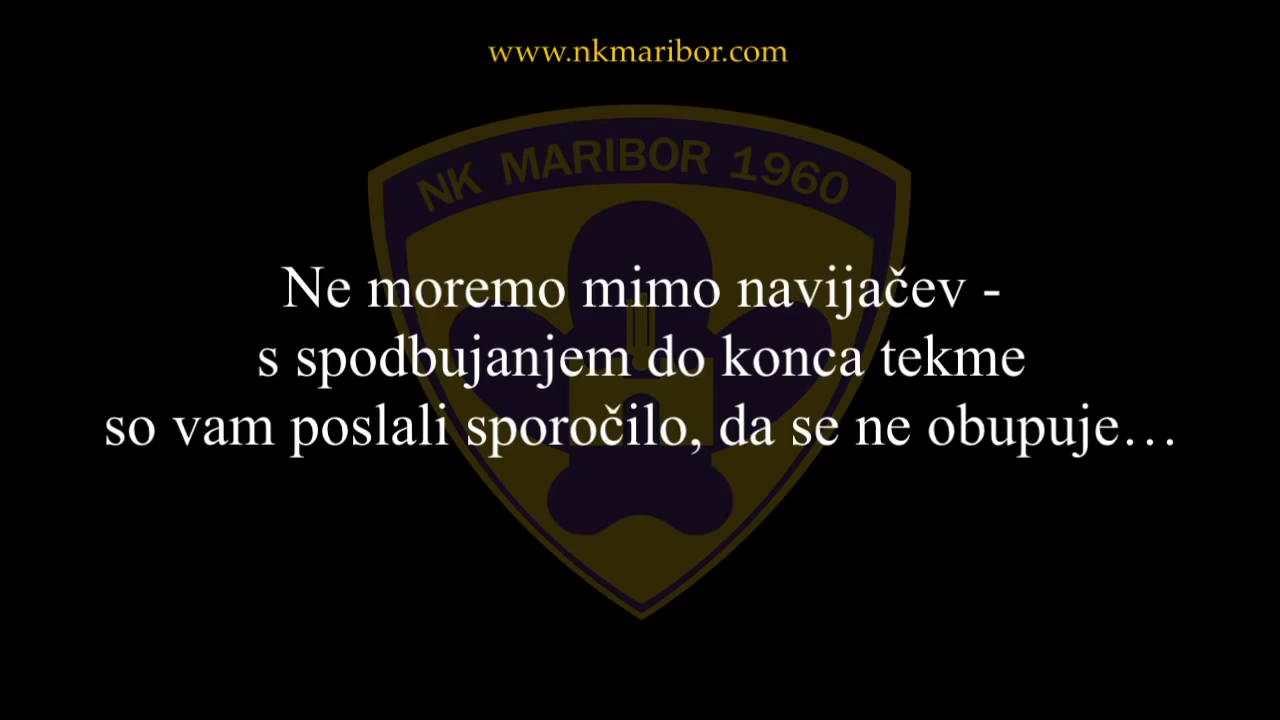 www.nkmaribor.com
NK MARIBOR 1960
Ne moremo mimo navijačev -
s spodbujanjem do konca tekme
so vam poslali sporočilo, da se ne obupuje...